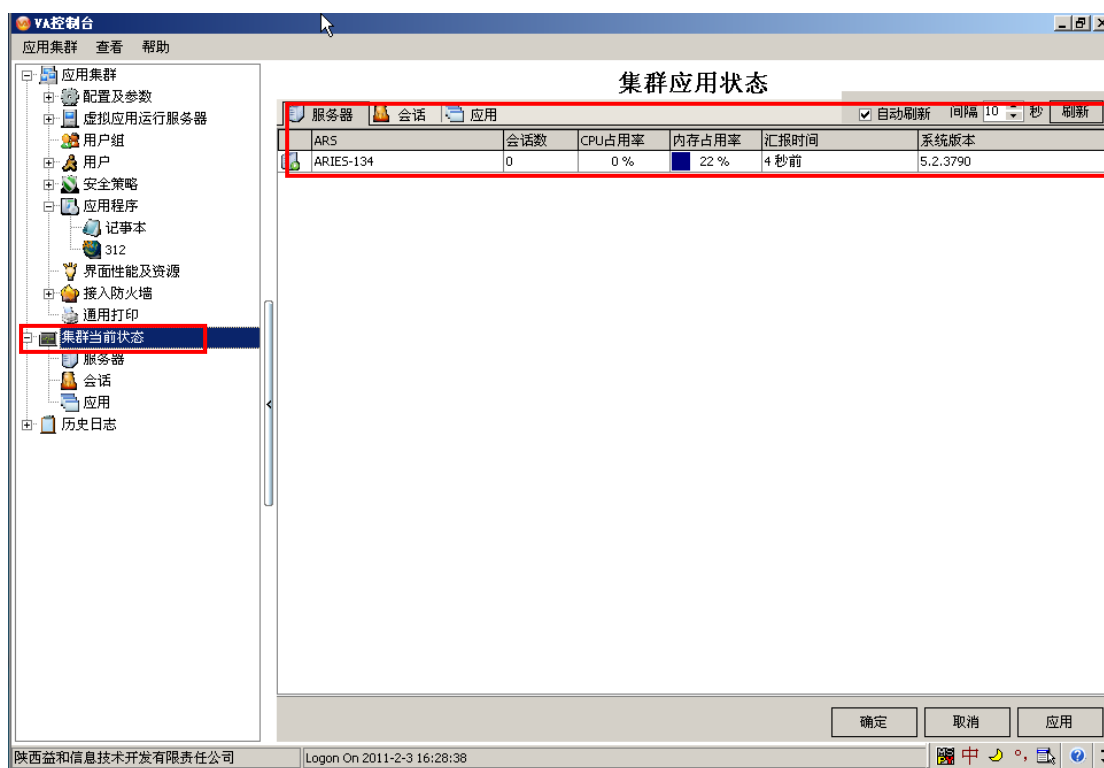 VA控制台
应用集群 查看 帮助
应用集群
配置及参数
虚拟应用运行服务器
用户组
用户
安全策略
应用程序
记事本
312
界面性能及资源
接入防火墙
通用打印
集群当前状态
服务器
会话
应用
历史日志
集群应用状态
服务器 会话 应用 自动刷新 间隔 10 秒 刷新
ARS 会话数 CPU占用率 内存占用率 汇报时间 系统版本
ARIES-134 0 0 % 22 % 4 秒前 5.2.3790
确定 取消 应用
陕西益和信息技术开发有限责任公司 Logon On 2011-2-3 16:28:38
中